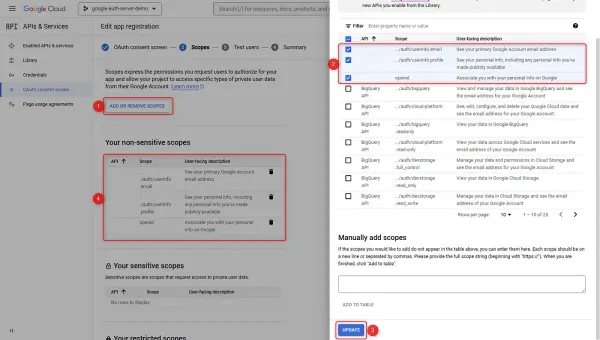 Google Cloud
google-auth-server-demo
Search (/) for resources, docs, products, and more
API APIs & Services
Enabled APIs & services
Library
Credentials
OAuth consent screen
Page usage agreements
Edit app registration
OAuth consent screen
2 Scopes
3 Test users
4 Summary
Scopes express the permissions you request users to authorize for your
app and allow your project to access specific types of private user data
from their Google Account. Learn more
1
ADD OR REMOVE SCOPES
Your non-sensitive scopes
API
Scope
User-facing description
.../auth/userinfo
.email
See your primary Google Account
email address
.../auth/userinfo
.profile
See your personal info, including
any personal info you've made
publicly available
openid
Associate you with your personal
info on Google
4
Your sensitive scopes
Sensitive scopes are scopes that request access to private user data.
API
Scope
User-facing description
No rows to display
Your restricted scopes
new APIs you enable from the Library
Filter Enter property name or value
API
Scope
User-facing description
2
.../auth/userinfo.email
See your primary Google Account email address
.../auth/userinfo.profile
See your personal info, including any personal info you've
made publicly available
openid
Associate you with your personal info on Google
BigQuery
API
.../auth/bigquery
View and manage your data in Google BigQuery and see
the email address for your Google Account
BigQuery
API
.../auth/cloud-platform
See, edit, configure, and delete your Google Cloud data and
see the email address for your Google Account.
BigQuery
API
.../auth/bigquery
.readonly
View your data in Google BigQuery
BigQuery
API
.../auth/cloud-platform
.read-only
View your data across Google Cloud services and see the
email address of your Google Account
BigQuery
API
.../auth/devstorage
.full_control
Manage your data and permissions in Cloud Storage and
see the email address for your Google Account
BigQuery
API
.../auth/devstorage
.read_only
View your data in Google Cloud Storage
BigQuery
API
.../auth/devstorage
.read_write
Manage your data in Cloud Storage and see the email
address of your Google Account
Rows per page: 10 1 – 10 of 23
Manually add scopes
If the scopes you would like to add do not appear in the table above, you can enter them here. Each scope should be on
a new line or separated by commas. Please provide the full scope string (beginning with "https://"). When you are
finished, click "Add to table".
ADD TO TABLE
UPDATE
3